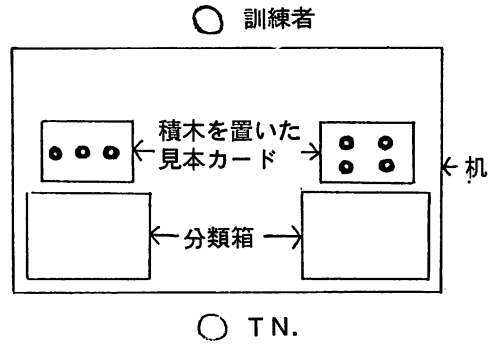 訓練者
積木を置いた
見本カード
机
分類箱
TN.